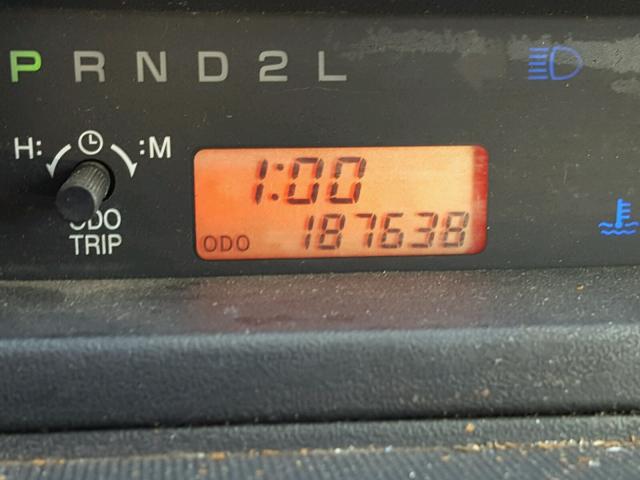 P R N D 2 L
H: :M
1:00
ODO 187638
ODO
TRIP